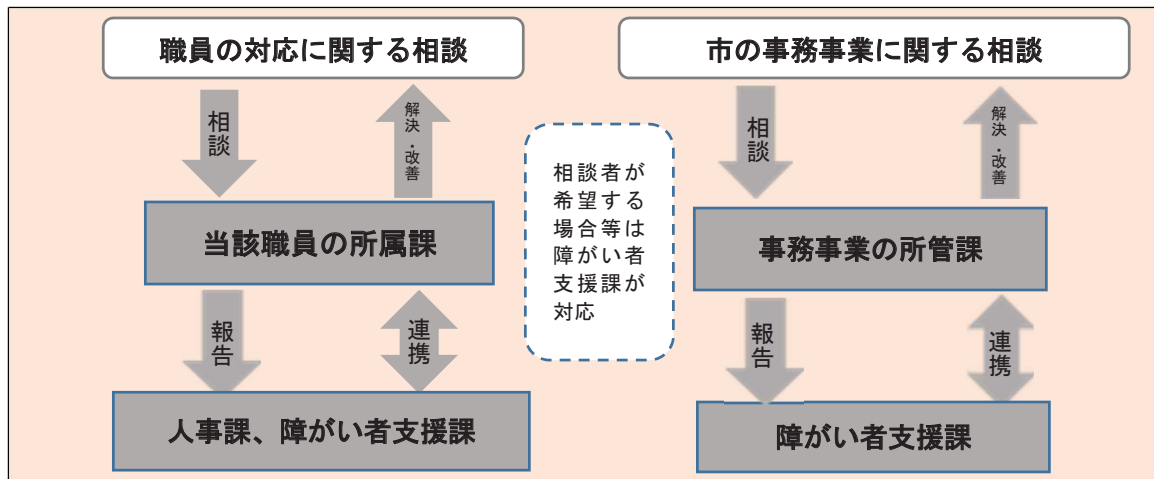 職員の対応に関する相談
相談
解決・改善
当該職員の所属課
報告
連携
人事課、障がい者支援課
相談者が
希望する
場合等は
障がい者
支援課が
対応
市の事務事業に関する相談
相談
解決・改善
事務事業の所管課
報告
連携
障がい者支援課